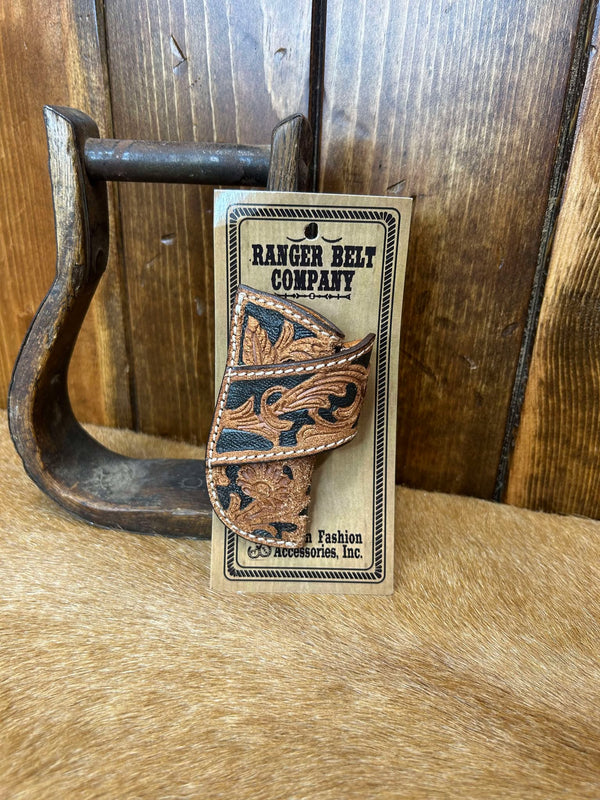 RANGER BELT
COMPANY
Fashion
Accessories, Inc.